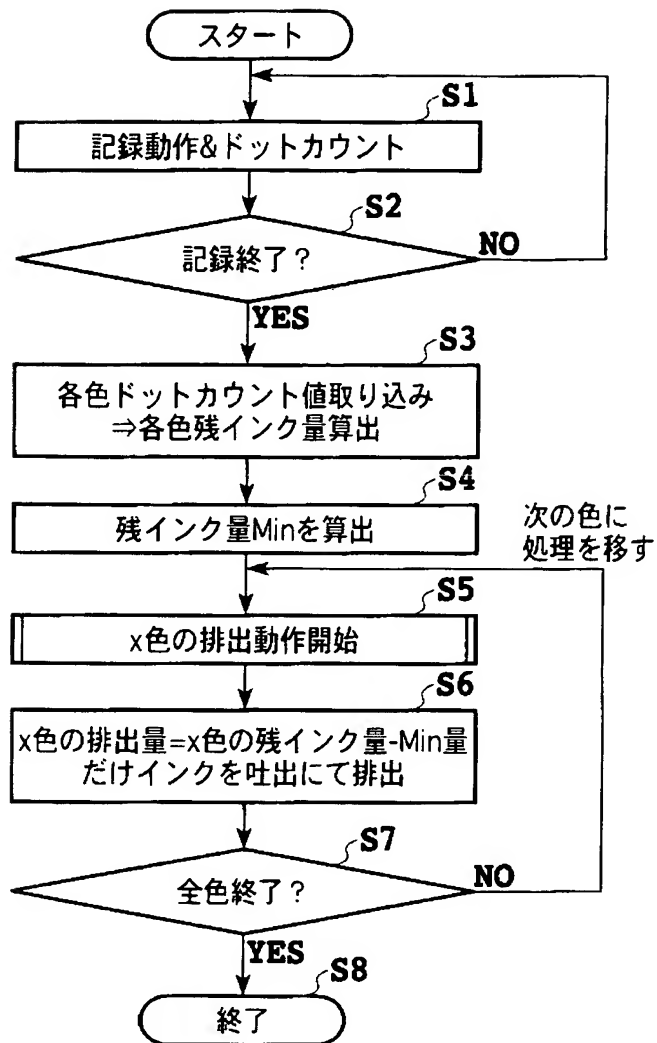 スタート
S1
記録動作&ドットカウント
S2
記録終了？
NO
YES
S3
各色ドットカウント値取り込み
⇒各色残インク量算出
S4
残インク量Minを算出
次の色に
処理を移す
S5
x色の排出動作開始
S6
x色の排出量=x色の残インク量-Min量
だけインクを吐出にて排出
S7
全色終了？
NO
YES
S8
終了